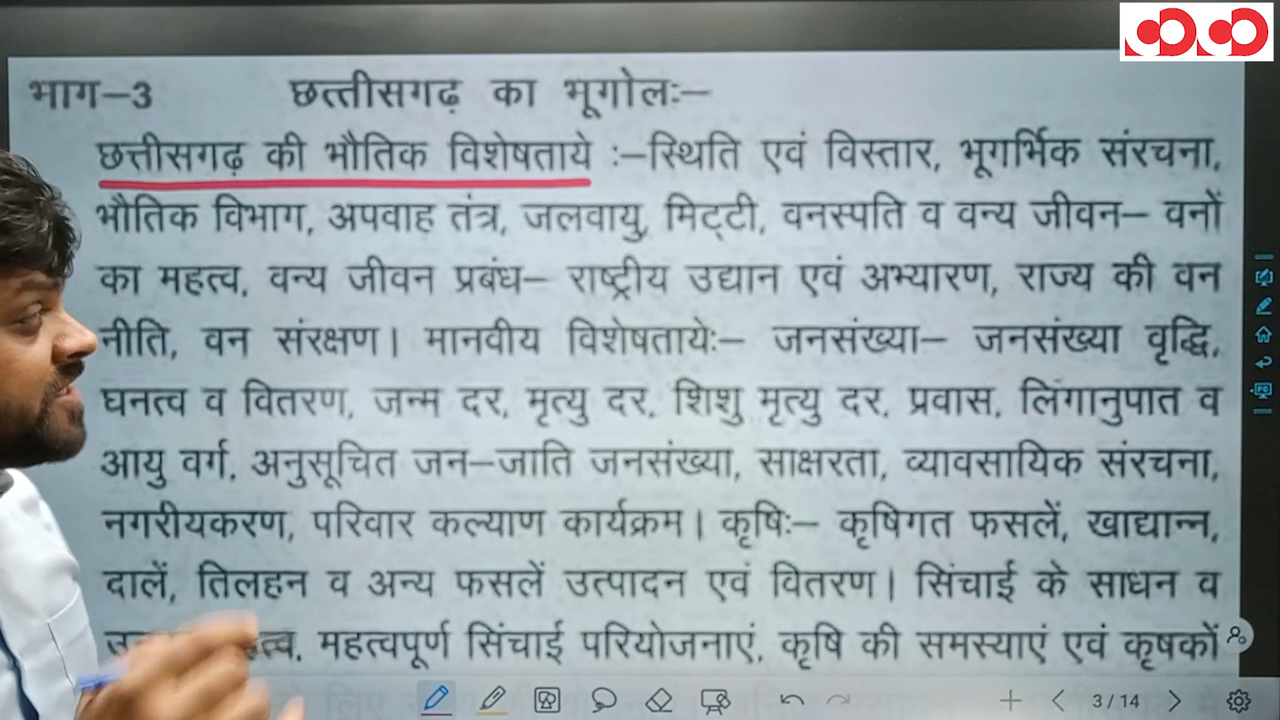 भाग–3 छत्तीसगढ़ का भूगोलः–
छत्तीसगढ़ की भौतिक विशेषताये :–स्थिति एवं विस्तार, भूगर्भिक संरचना,
भौतिक विभाग, अपवाह तंत्र, जलवायु, मिट्टी, वनस्पति व वन्य जीवन– वनों
का महत्व, वन्य जीवन प्रबंध– राष्ट्रीय उद्यान एवं अभ्यारण, राज्य की वन
नीति, वन संरक्षण। मानवीय विशेषतायेः– जनसंख्या– जनसंख्या वृद्धि,
घनत्व व वितरण, जन्म दर, मृत्यु दर, शिशु मृत्यु दर, प्रवास, लिंगानुपात व
आयु वर्ग, अनुसूचित जन–जाति जनसंख्या, साक्षरता, व्यावसायिक संरचना,
नगरीयकरण, परिवार कल्याण कार्यक्रम। कृषिः– कृषिगत फसलें, खाद्यान्न,
दालें, तिलहन व अन्य फसलें उत्पादन एवं वितरण। सिंचाई के साधन व
महत्वपूर्ण सिंचाई परियोजनाएं, कृषि की समस्याएं एवं कृषकों
3/14